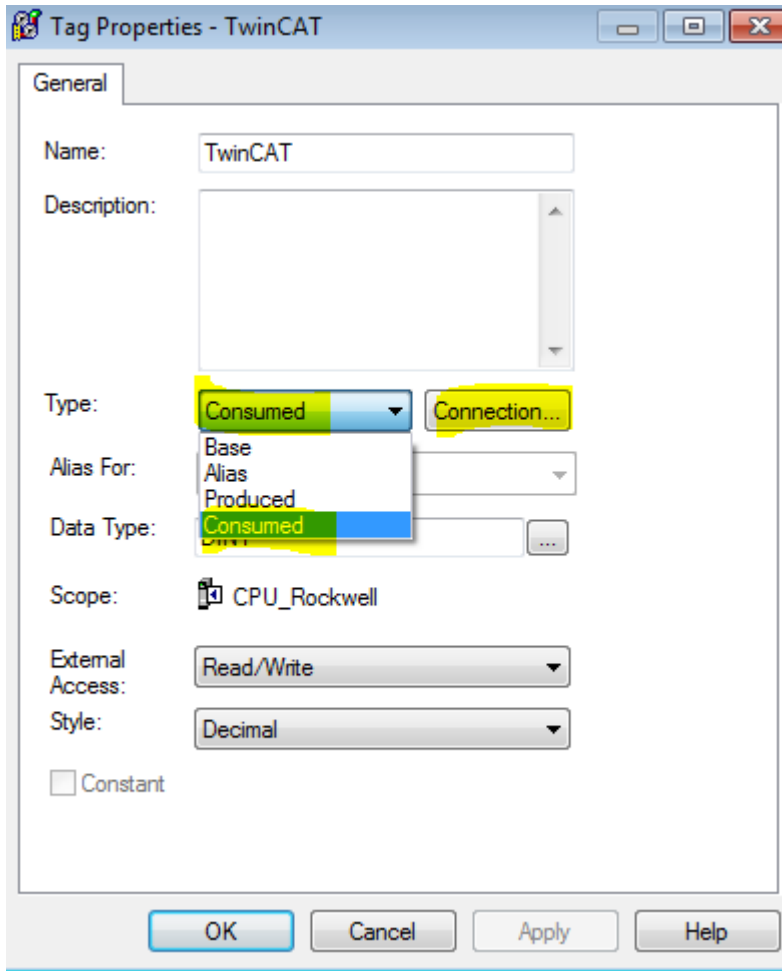 Tag Properties - TwinCAT
General
Name: TwinCAT
Description:
Type: Consumed Connection...
Base
Alias For: Alias
Produced
Data Type: Consumed
...
Scope: CPU_Rockwell
External Access: Read/Write
Style: Decimal
Constant
OK Cancel Apply Help